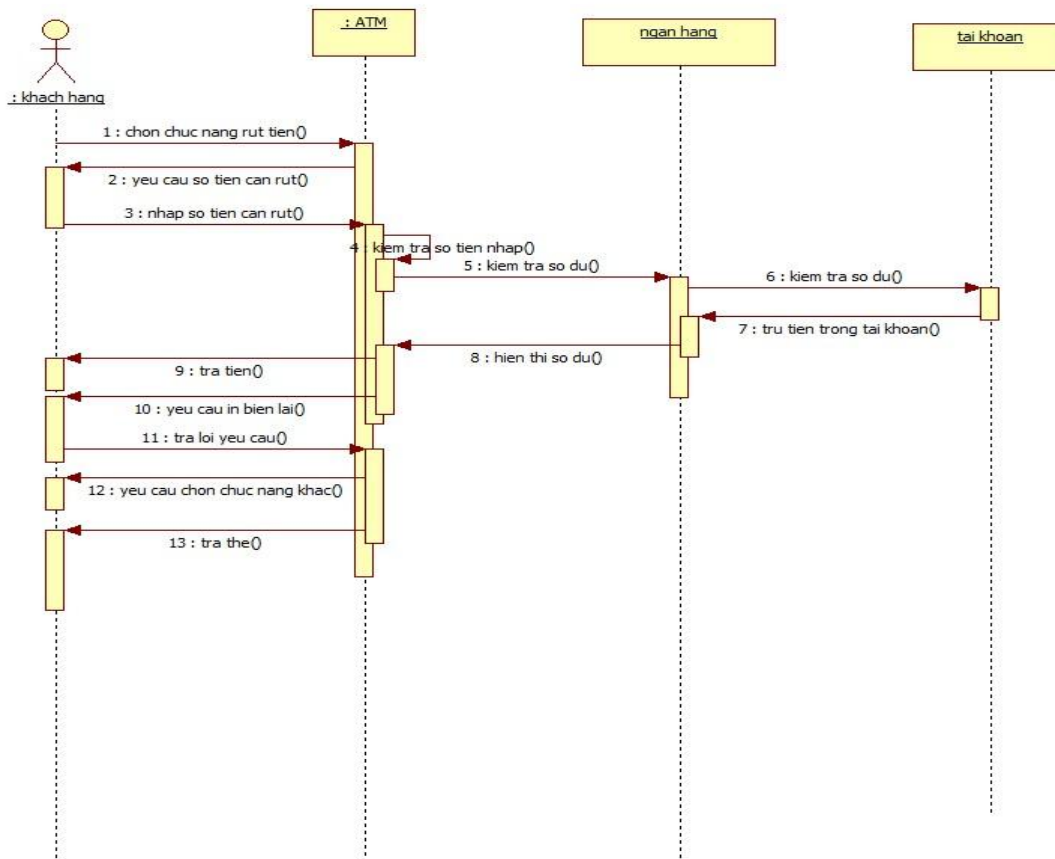 : ATM
ngan hang
tai khoan
: khach hang
1 : chon chuc nang rut tien()
2 : yeu cau so tien can rut()
3 : nhap so tien can rut()
4 : kiem tra so tien nhap()
5 : kiem tra so du()
6 : kiem tra so du()
7 : tru tien trong tai khoan()
8 : hien thi so du()
9 : tra tien()
10 : yeu cau in bien lai()
11 : tra loi yeu cau()
12 : yeu cau chon chuc nang khac()
13 : tra the()